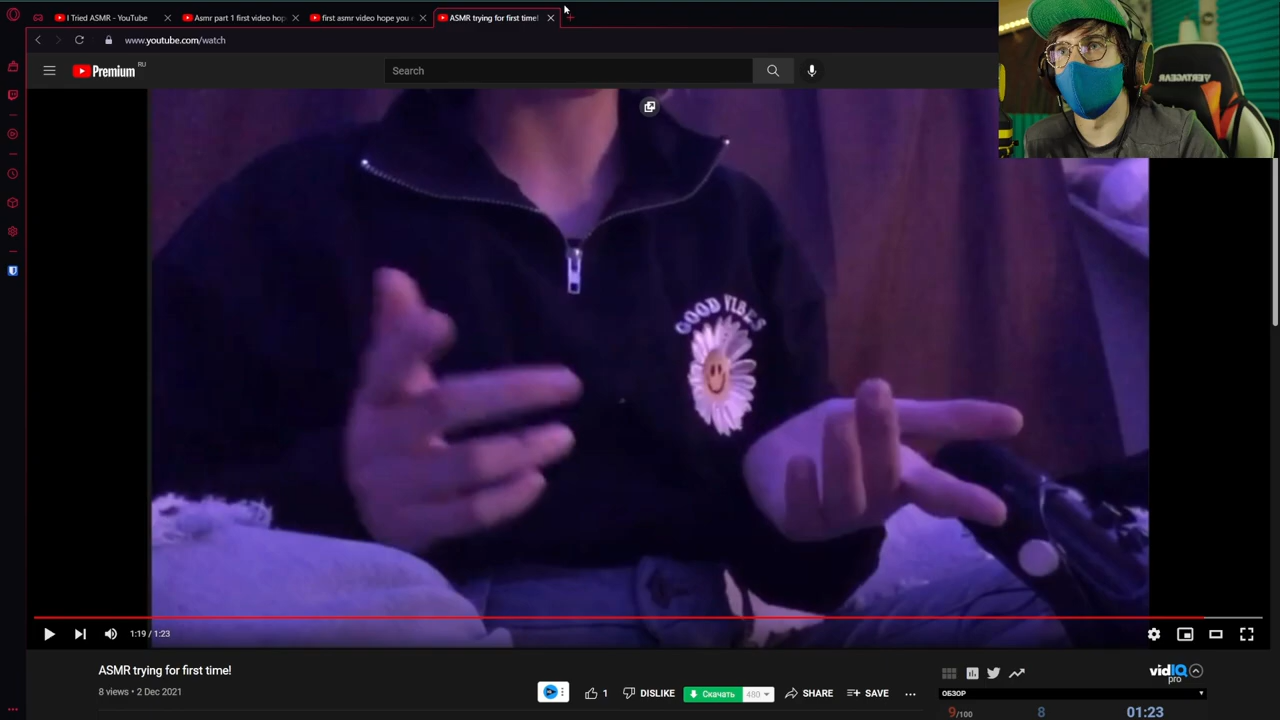 I Tried ASMR - YouTube
Asmr part 1 first video hop
first asmr video hope you e
ASMR trying for first time!
www.youtube.com/watch
Premium RU
Search
VERTAGEAR
GOOD VIBES
1:19 / 1:23
ASMR trying for first time!
8 views • 2 Dec 2021
1
DISLIKE
Скачать 480
SHARE
SAVE
vidIQ pro
ОБЗОР
9/100
8
01:23